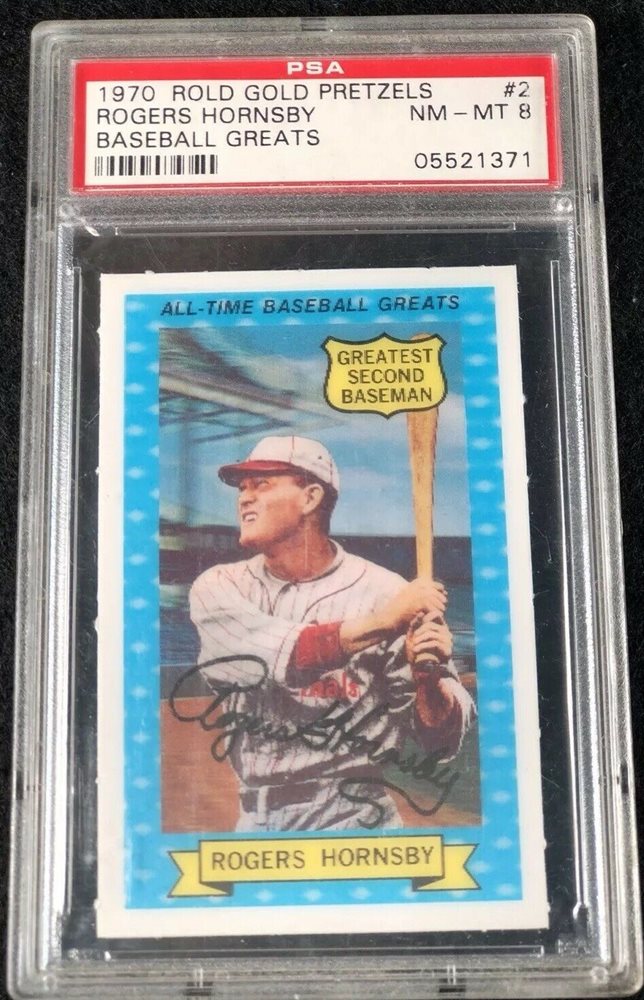 PSA
1970 ROLD GOLD PRETZELS #2
ROGERS HORNSBY NM - MT 8
BASEBALL GREATS
05521371
ALL-TIME BASEBALL GREATS
GREATEST
SECOND
BASEMAN
nals
Rogers Hornsby
ROGERS HORNSBY